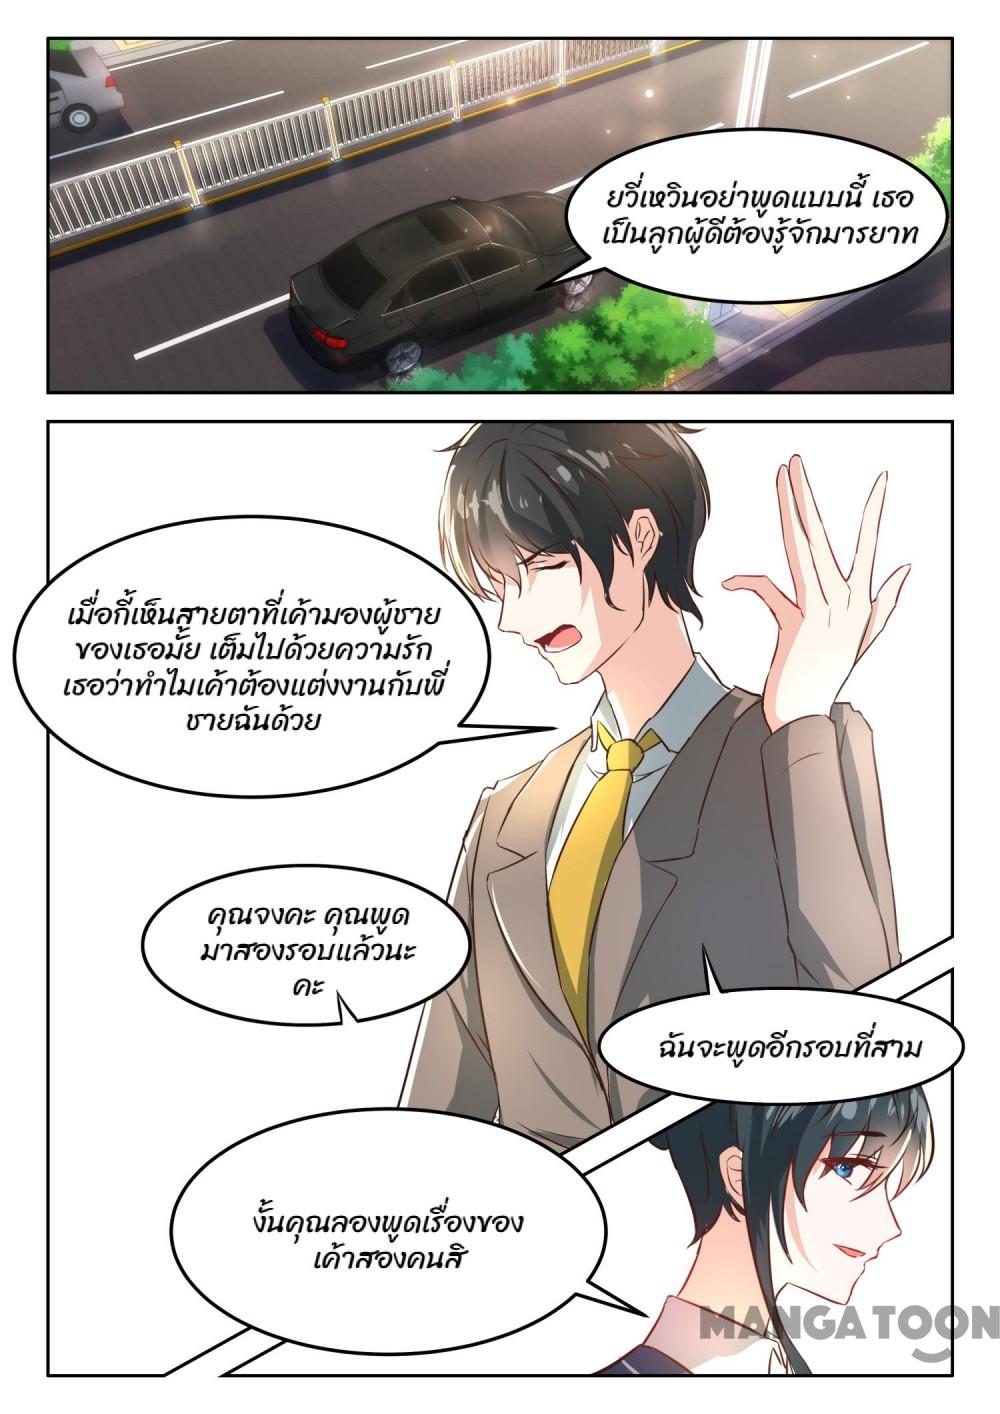 ยวี่เหวินอย่าพูดแบบนี้ เธอ
เป็นลูกผู้ดีต้องรู้จักมารยาท
เมื่อกี้เห็นสายตาที่เค้ามองผู้ชาย
ของเธอมั้ย เต็มไปด้วยความรัก
เธอว่าทำไมเค้าต้องแต่งงานกับพี่
ชายฉันด้วย
คุณจงคะ คุณพูด
มาสองรอบแล้วนะ
คะ
ฉันจะพูดอีกรอบที่สาม
งั้นคุณลองพูดเรื่องของ
เค้าสองคนสิ
MANGATOON